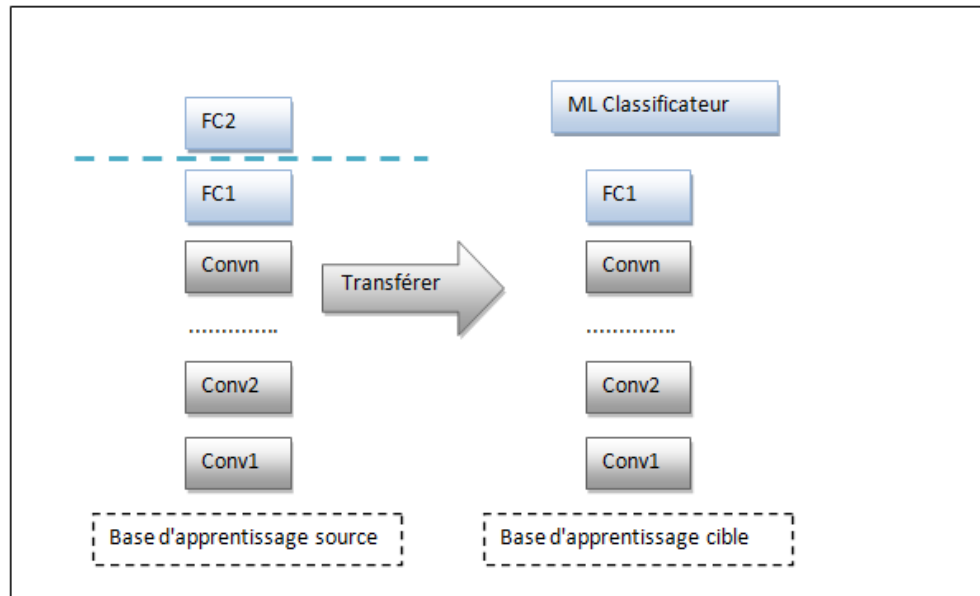 FC2
FC1
Convn
..............
Conv2
Conv1
Base d'apprentissage source
Transférer
ML Classificateur
FC1
Convn
..............
Conv2
Conv1
Base d'apprentissage cible